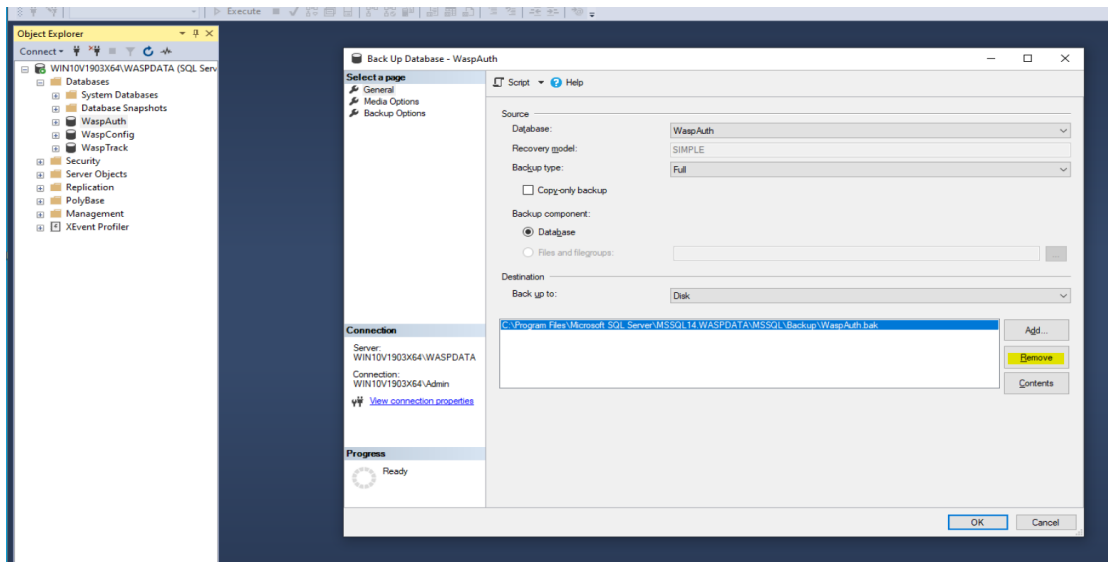 Execute
Object Explorer
Connect
WIN10V1903X64\WASPDATA (SQL Serv
Databases
System Databases
Database Snapshots
WaspAuth
WaspConfig
WaspTrack
Security
Server Objects
Replication
PolyBase
Management
XEvent Profiler
Back Up Database - WaspAuth
Select a page
General
Media Options
Backup Options
Connection
Server:
WIN10V1903X64\WASPDATA
Connection:
WIN10V1903X64\Admin
View connection properties
Progress
Ready
Script Help
Source
Database: WaspAuth
Recovery model: SIMPLE
Backup type: Full
Copy-only backup
Backup component:
Database
Files and filegroups: ...
Destination
Back up to: Disk
C:\Program Files\Microsoft SQL Server\MSSQL14.WASPDATA\MSSQL\Backup\WaspAuth.bak
Add...
Remove
Contents
OK Cancel